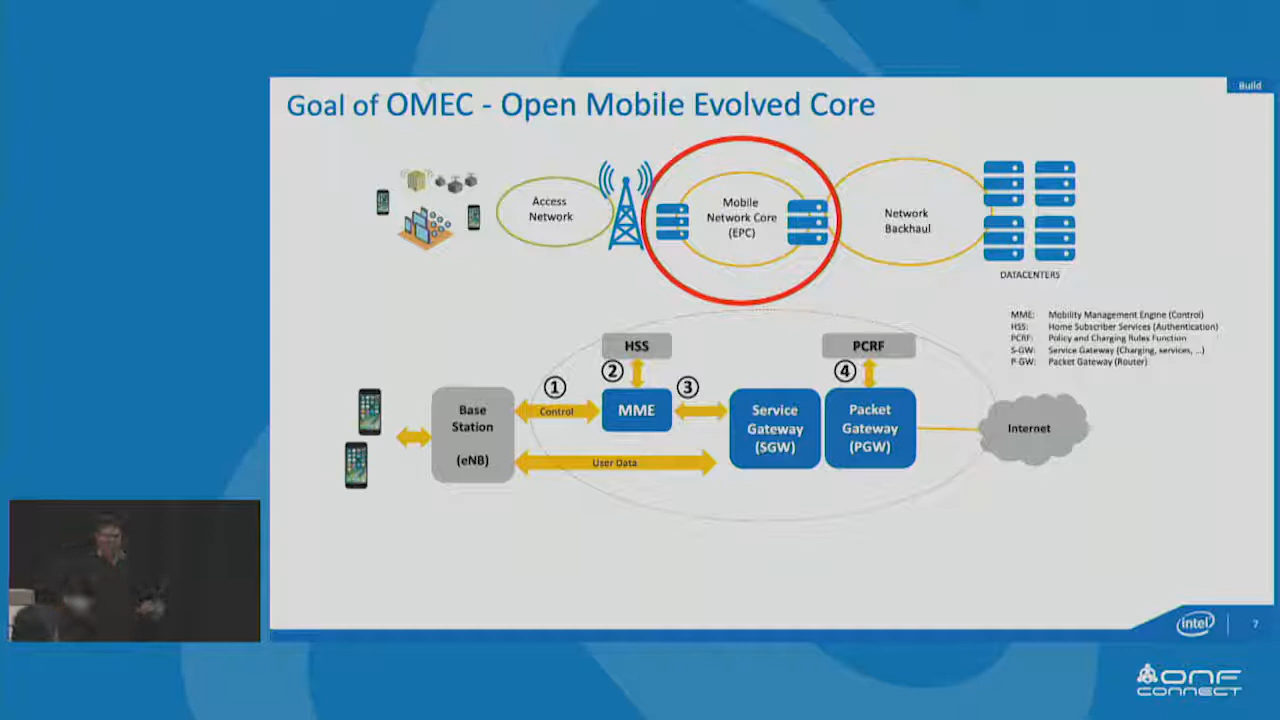 Build
Goal of OMEC - Open Mobile Evolved Core
Access
Network
Mobile
Network Core
(EPC)
Network
Backhaul
DATACENTERS
MME: Mobility Management Engine (Control)
HSS: Home Subscriber Services (Authentication)
PCRF: Policy and Charging Rules Function
S-GW: Service Gateway (Charging, services, ...)
P-GW: Packet Gateway (Router)
HSS
PCRF
1
2
3
4
Control
MME
Base
Station
(eNB)
Service
Gateway
(SGW)
Packet
Gateway
(PGW)
Internet
User Data
intel
7
ONF
CONNECT